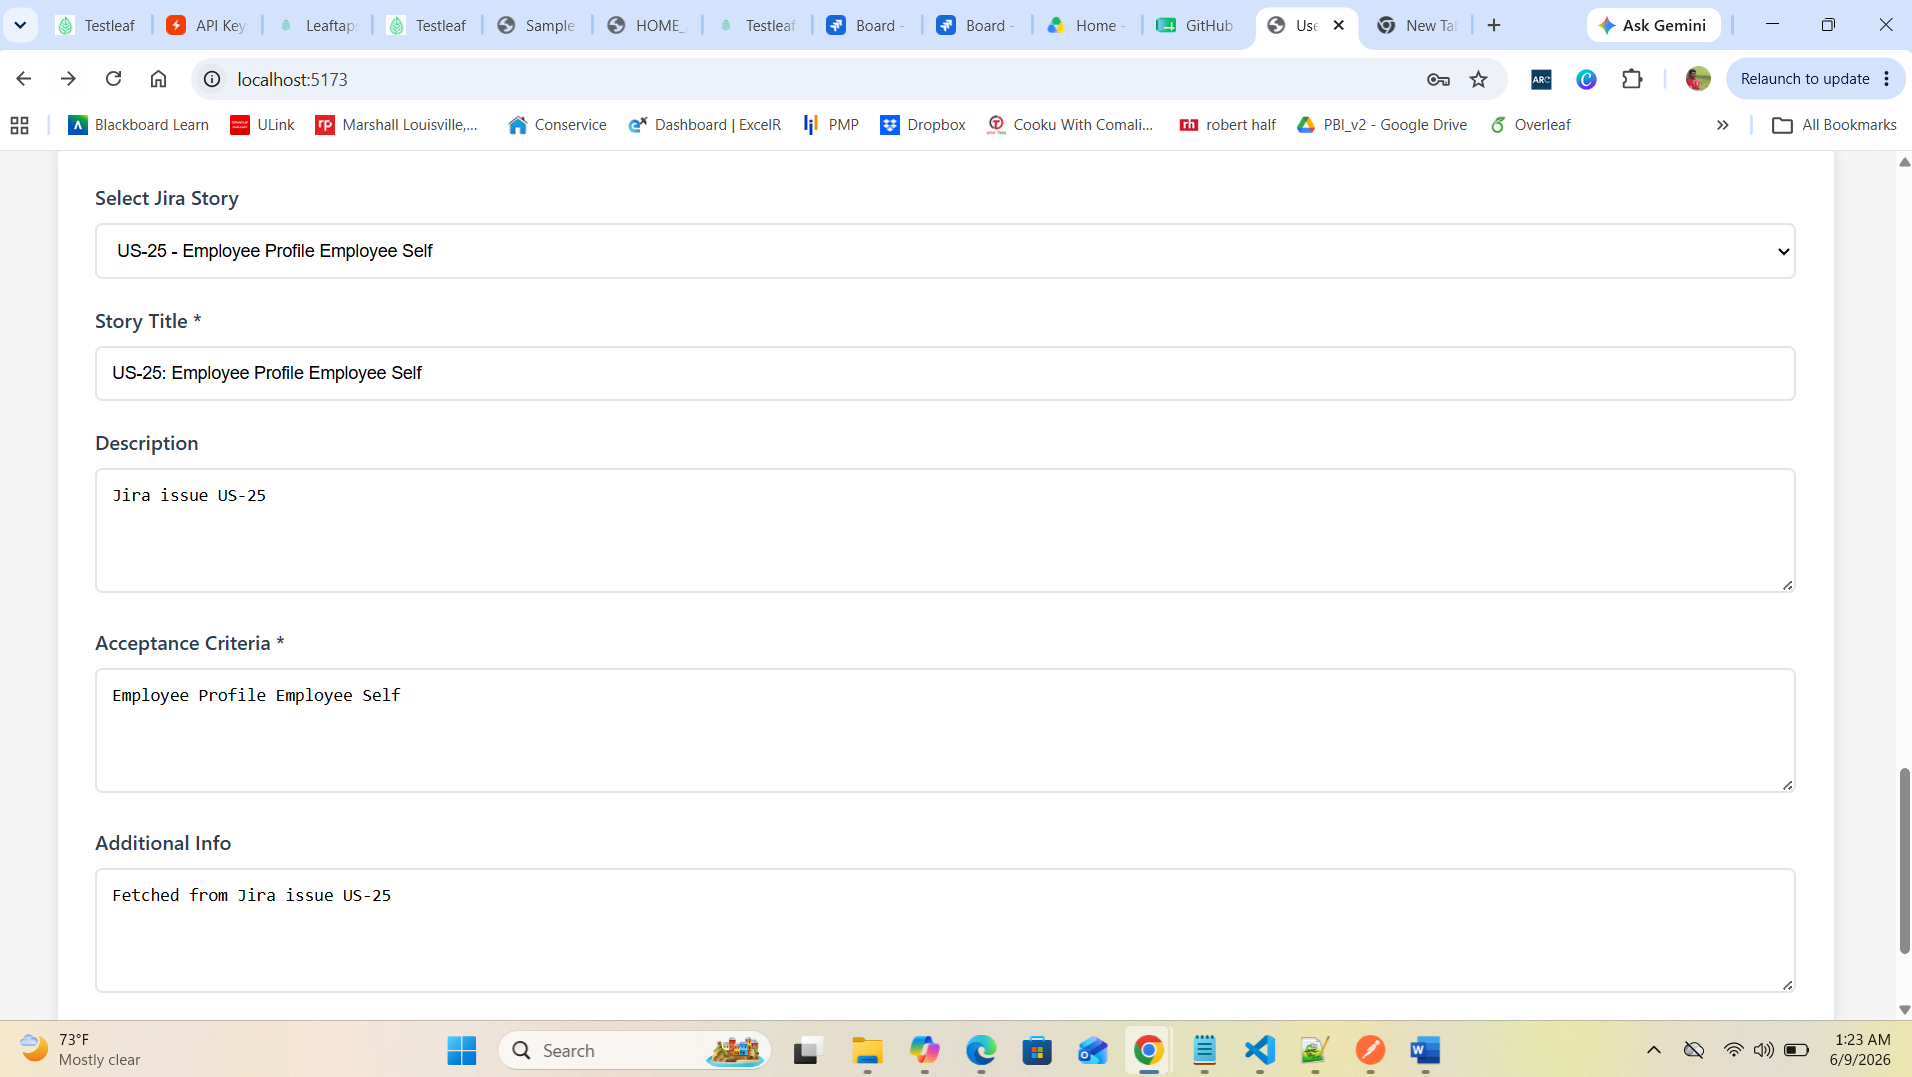 Testleaf
API Key
Leaftap
Testleaf
Sample
HOME_
Testleaf
Board -
Board -
Home -
GitHub
Use
New Ta
Ask Gemini
localhost:5173
ARC
Relaunch to update
Blackboard Learn
ULink
Marshall Louisville,...
Conservice
Dashboard | ExcelR
PMP
Dropbox
Cooku With Comali...
robert half
PBI_v2 - Google Drive
Overleaf
All Bookmarks
Select Jira Story
US-25 - Employee Profile Employee Self
Story Title *
US-25: Employee Profile Employee Self
Description
Jira issue US-25
Acceptance Criteria *
Employee Profile Employee Self
Additional Info
Fetched from Jira issue US-25
73°F
Mostly clear
Search
1:23 AM
6/9/2026